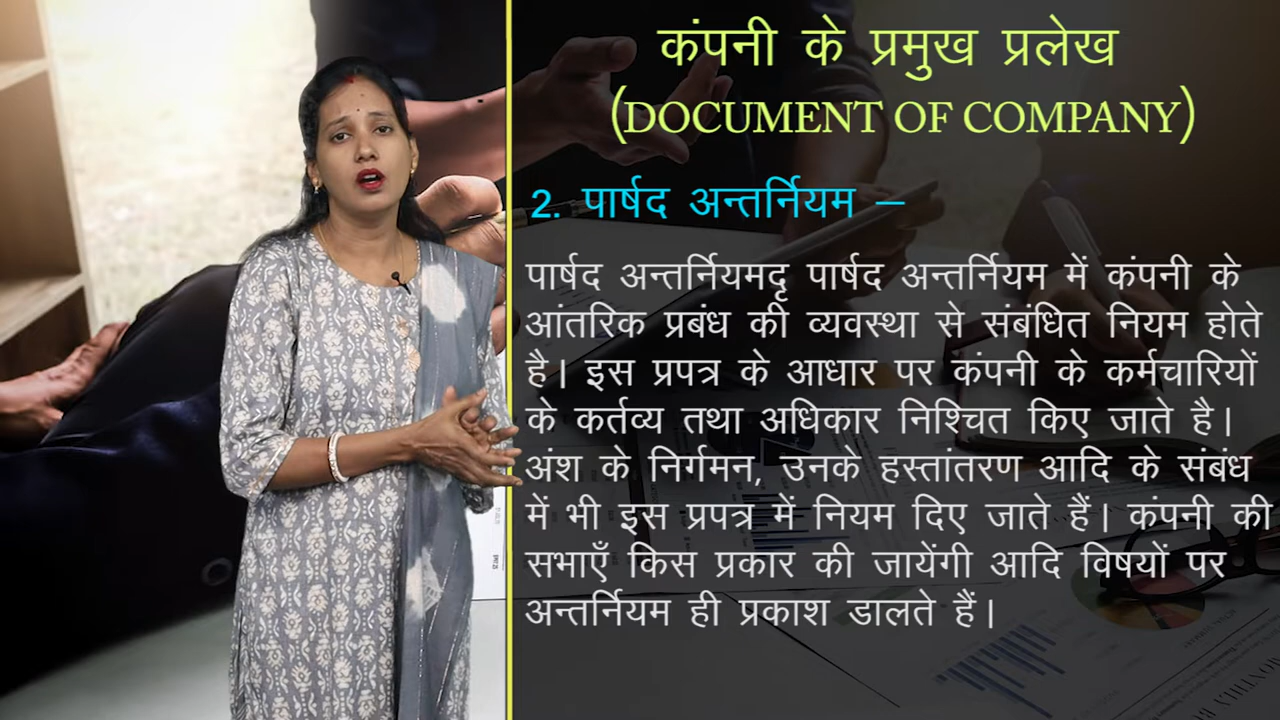 कंपनी के प्रमुख प्रलेख
(DOCUMENT OF COMPANY)
2. पार्षद अन्तर्नियम –
पार्षद अन्तर्नियमदृ पार्षद अन्तर्नियम में कंपनी के
आंतरिक प्रबंध की व्यवस्था से संबंधित नियम होते
है। इस प्रपत्र के आधार पर कंपनी के कर्मचारियों
के कर्तव्य तथा अधिकार निश्चित किए जाते है।
अंश के निर्गमन, उनके हस्तांतरण आदि के संबंध
में भी इस प्रपत्र में नियम दिए जाते हैं। कंपनी की
सभाएँ किस प्रकार की जायेंगी आदि विषयों पर
अन्तर्नियम ही प्रकाश डालते हैं।